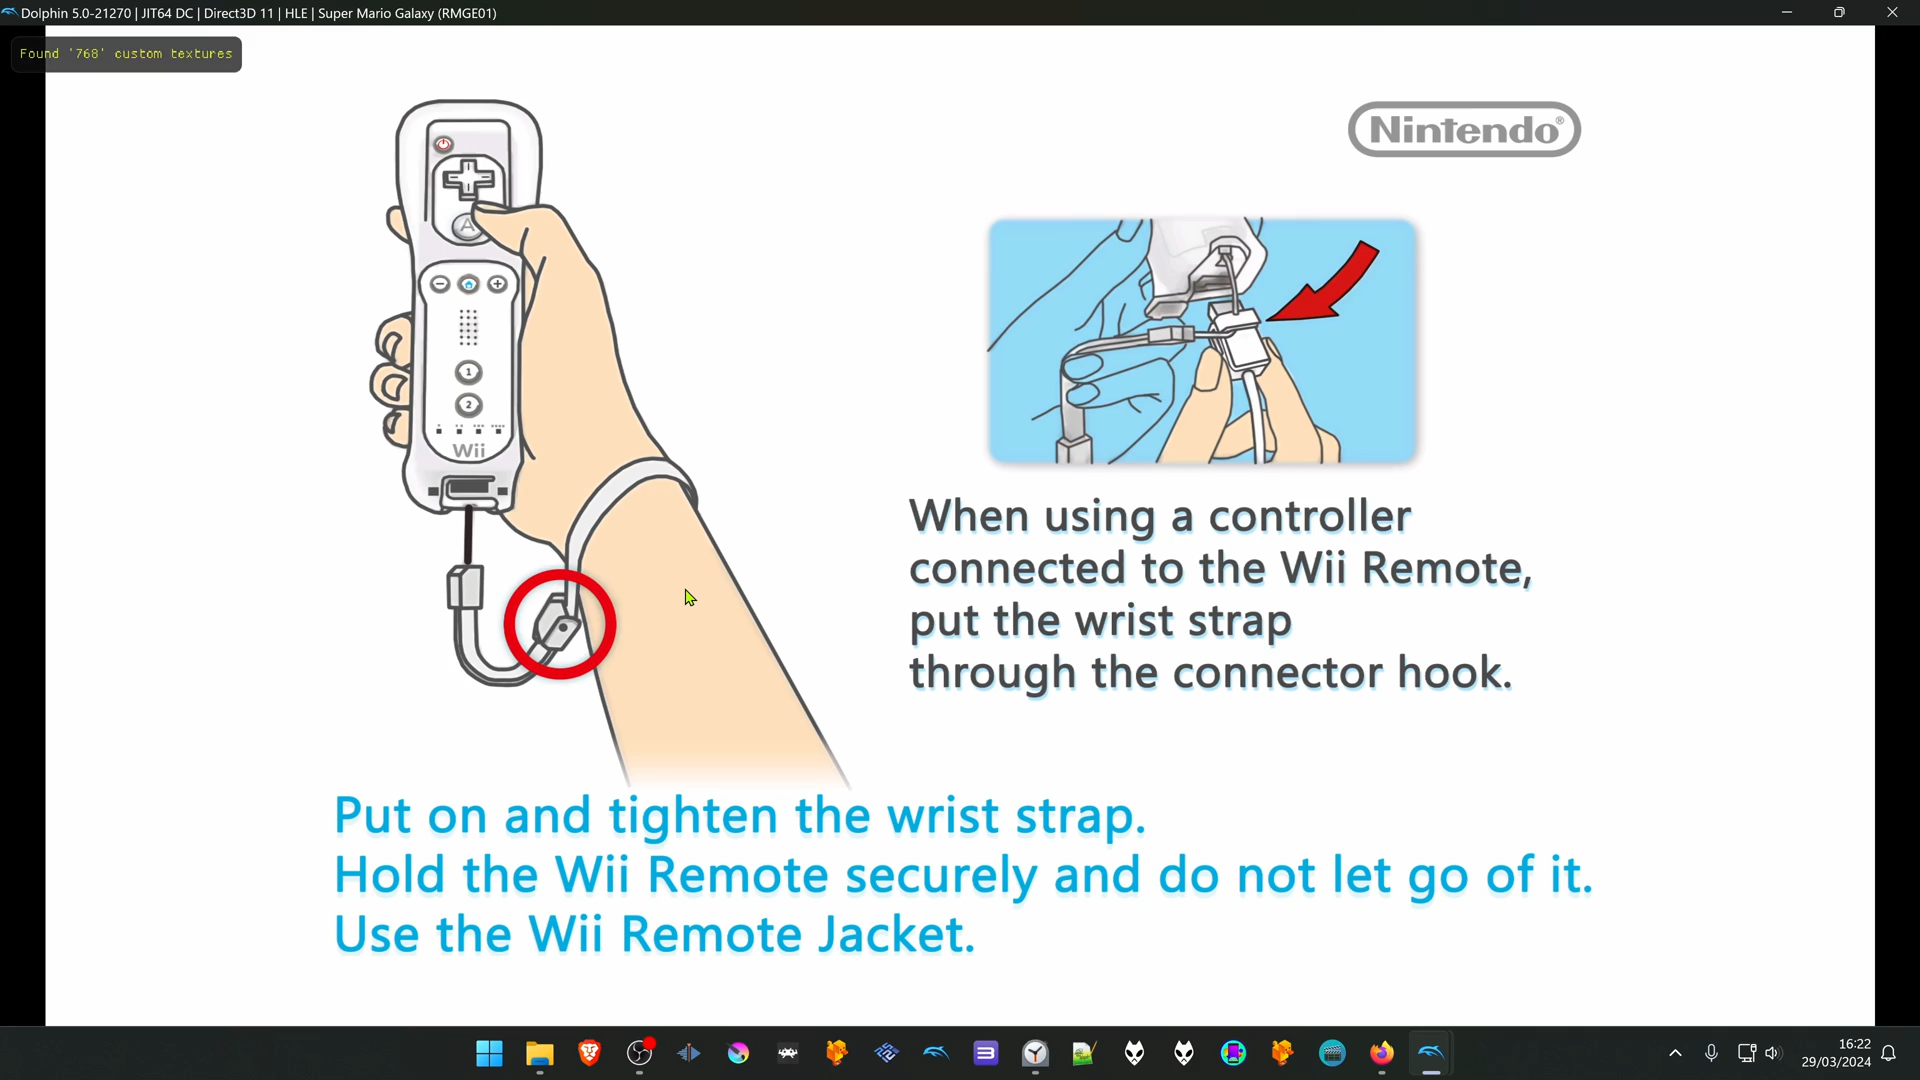 Dolphin 5.0-21270 | JIT64 DC | Direct3D 11 | HLE | Super Mario Galaxy (RMGE01)
Found '768' custom textures
Nintendo®
A
1
2
Wii
When using a controller
connected to the Wii Remote,
put the wrist strap
through the connector hook.
Put on and tighten the wrist strap.
Hold the Wii Remote securely and do not let go of it.
Use the Wii Remote Jacket.
16:22
29/03/2024